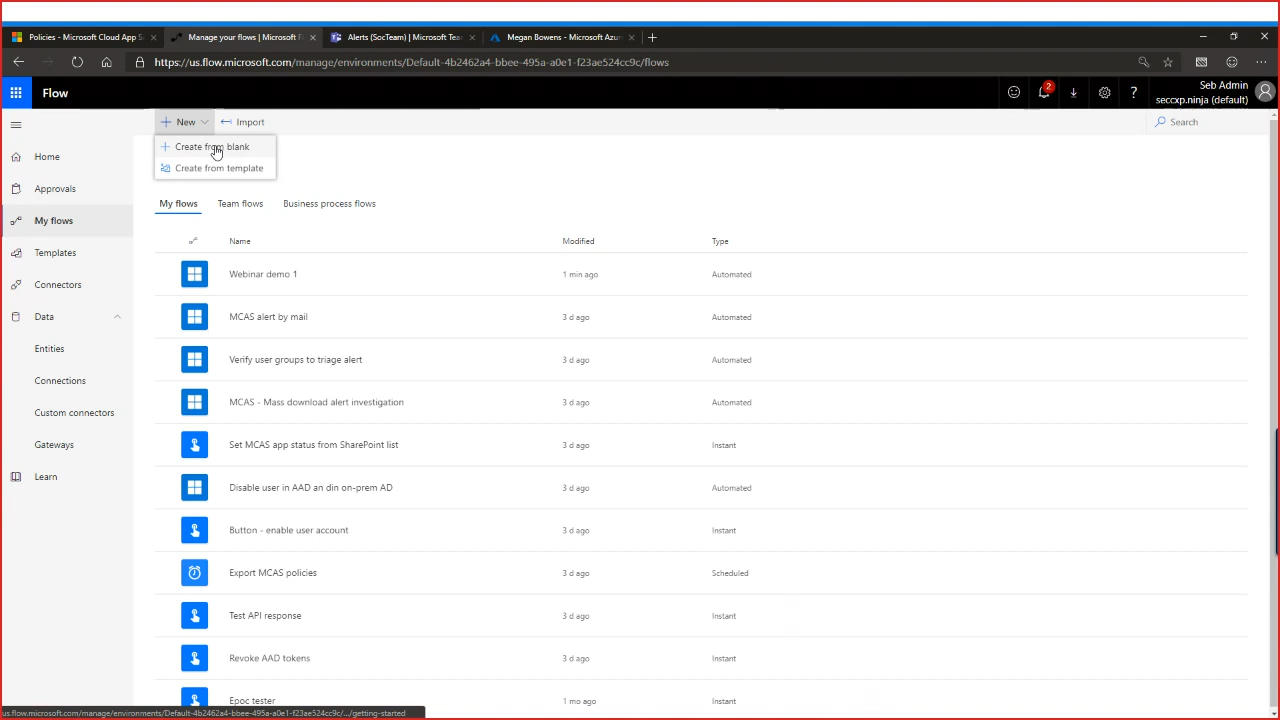 Policies - Microsoft Cloud App S
Manage your flows | Microsoft F
Alerts (SocTeam) | Microsoft Tea
Megan Bowens - Microsoft Azu
https://us.flow.microsoft.com/manage/environments/Default-4b2462a4-bbee-495a-a0e1-f23ae524cc9c/flows
Flow
2
?
Seb Admin
seccxp.ninja (default)
New
Import
Search
Create from blank
Create from template
Home
Approvals
My flows
Templates
Connectors
Data
Entities
Connections
Custom connectors
Gateways
Learn
My flows Team flows Business process flows
Name Modified Type
Webinar demo 1 1 min ago Automated
MCAS alert by mail 3 d ago Automated
Verify user groups to triage alert 3 d ago Automated
MCAS - Mass download alert investigation 3 d ago Automated
Set MCAS app status from SharePoint list 3 d ago Instant
Disable user in AAD an din on-prem AD 3 d ago Automated
Button - enable user account 3 d ago Instant
Export MCAS policies 3 d ago Scheduled
Test API response 3 d ago Instant
Revoke AAD tokens 3 d ago Instant
Epoc tester 1 mo ago Instant
us.flow.microsoft.com/manage/environments/Default-4b2462a4-bbee-495a-a0e1-f23ae524cc9c/.../getting-started